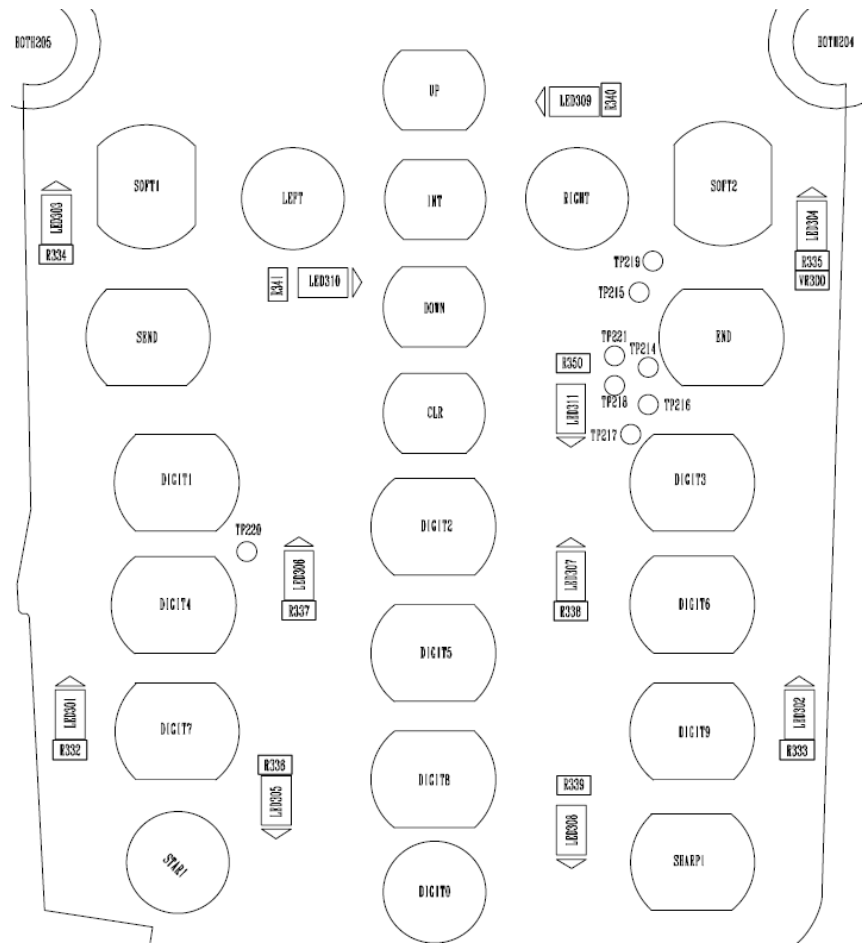 HOTH205
HOTH204
UP
LED309
R340
SOFT1
LEFT
INT
RIGHT
SOFT2
LED303
R334
LED304
R335
VR300
TP219
R341
LED310
TP215
SEND
DOWN
END
TP221
TP214
R350
LED311
TP218
TP216
CLR
TP217
DIGIT1
DIGIT3
DIGIT2
TP220
LED306
R337
LED307
R338
DIGIT4
DIGIT6
DIGIT5
LED301
R332
LED302
R333
DIGIT7
DIGIT9
R336
LED305
DIGIT8
R339
LED308
STAR1
SHARP1
DIGIT0